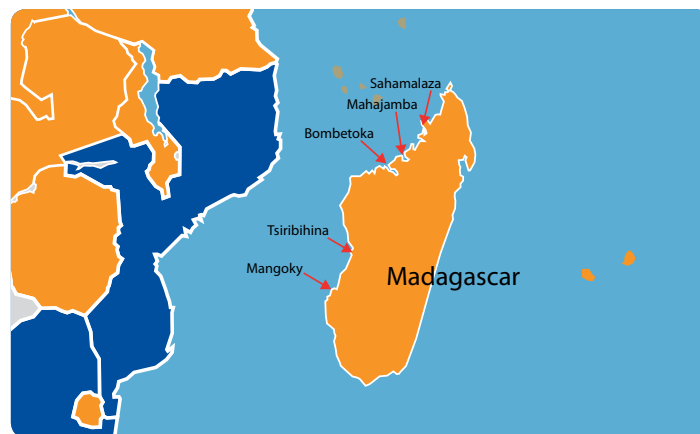 Sahamalaza
Mahajamba
Bombetoka
Tsiribihina
Mangoky
Madagascar